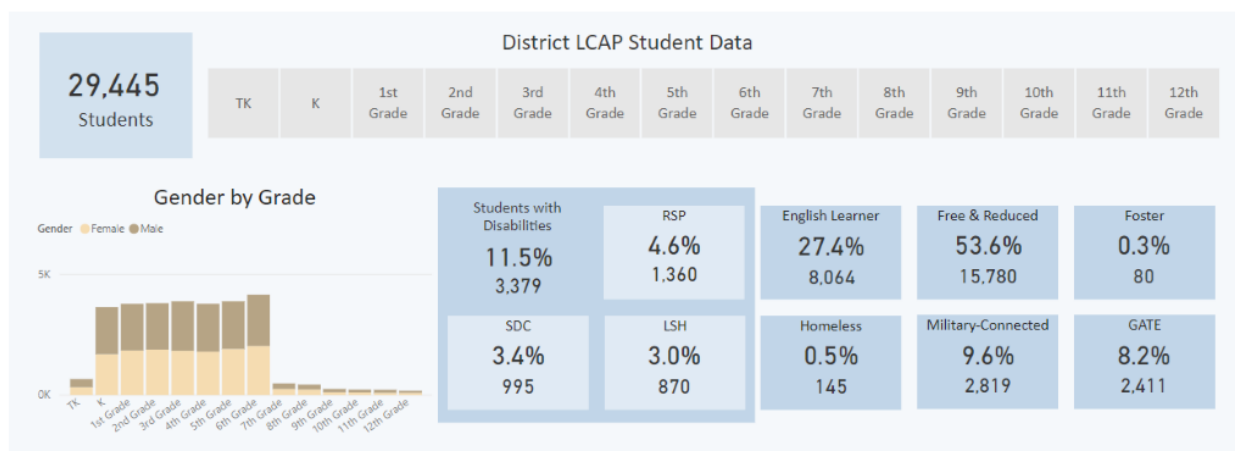 District LCAP Student Data
29,445
Students
TK
K
1st
Grade
2nd
Grade
3rd
Grade
4th
Grade
5th
Grade
6th
Grade
7th
Grade
8th
Grade
9th
Grade
10th
Grade
11th
Grade
12th
Grade
Gender by Grade
Gender Female Male
5K
0K
TK
K
1st Grade
2nd Grade
3rd Grade
4th Grade
5th Grade
6th Grade
7th Grade
8th Grade
9th Grade
10th Grade
11th Grade
12th Grade
Students with
Disabilities
11.5%
3,379
RSP
4.6%
1,360
SDC
3.4%
995
LSH
3.0%
870
English Learner
27.4%
8,064
Free & Reduced
53.6%
15,780
Foster
0.3%
80
Homeless
0.5%
145
Military-Connected
9.6%
2,819
GATE
8.2%
2,411